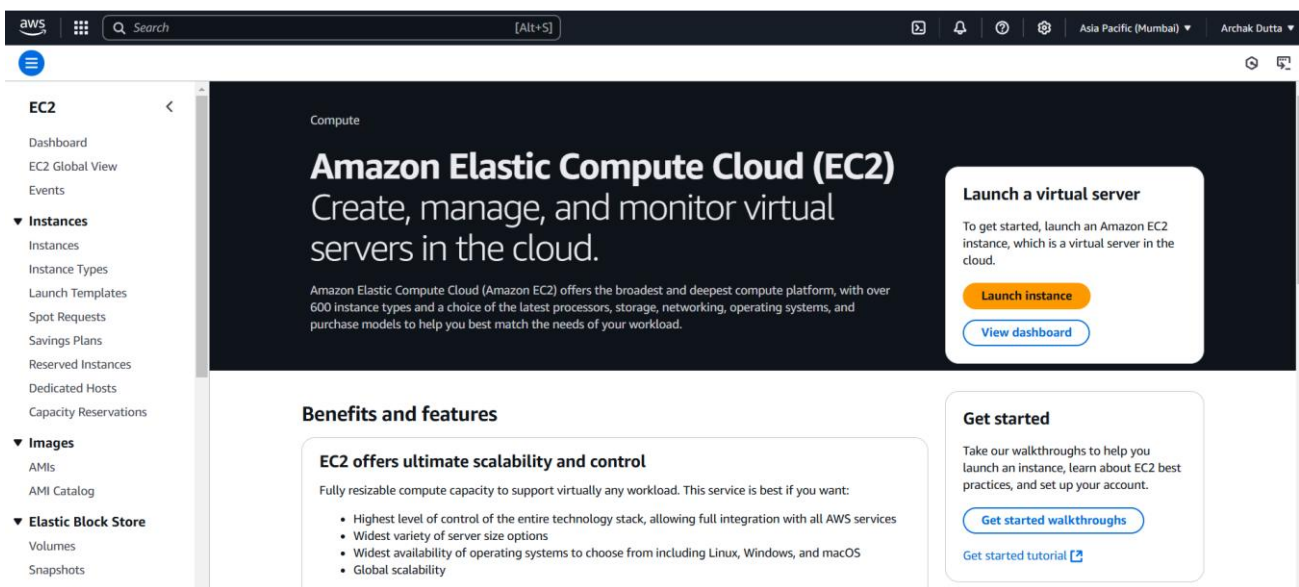 aws
Search
[Alt+S]
Asia Pacific (Mumbai) ▼
Archak Dutta ▼
EC2
Dashboard
EC2 Global View
Events
▼ Instances
Instances
Instance Types
Launch Templates
Spot Requests
Savings Plans
Reserved Instances
Dedicated Hosts
Capacity Reservations
▼ Images
AMIs
AMI Catalog
▼ Elastic Block Store
Volumes
Snapshots
Compute
Amazon Elastic Compute Cloud (EC2)
Create, manage, and monitor virtual
servers in the cloud.
Amazon Elastic Compute Cloud (Amazon EC2) offers the broadest and deepest compute platform, with over
600 instance types and a choice of the latest processors, storage, networking, operating systems, and
purchase models to help you best match the needs of your workload.
Launch a virtual server
To get started, launch an Amazon EC2
instance, which is a virtual server in the
cloud.
Launch instance
View dashboard
Benefits and features
EC2 offers ultimate scalability and control
Fully resizable compute capacity to support virtually any workload. This service is best if you want:
• Highest level of control of the entire technology stack, allowing full integration with all AWS services
• Widest variety of server size options
• Widest availability of operating systems to choose from including Linux, Windows, and macOS
• Global scalability
Get started
Take our walkthroughs to help you
launch an instance, learn about EC2 best
practices, and set up your account.
Get started walkthroughs
Get started tutorial